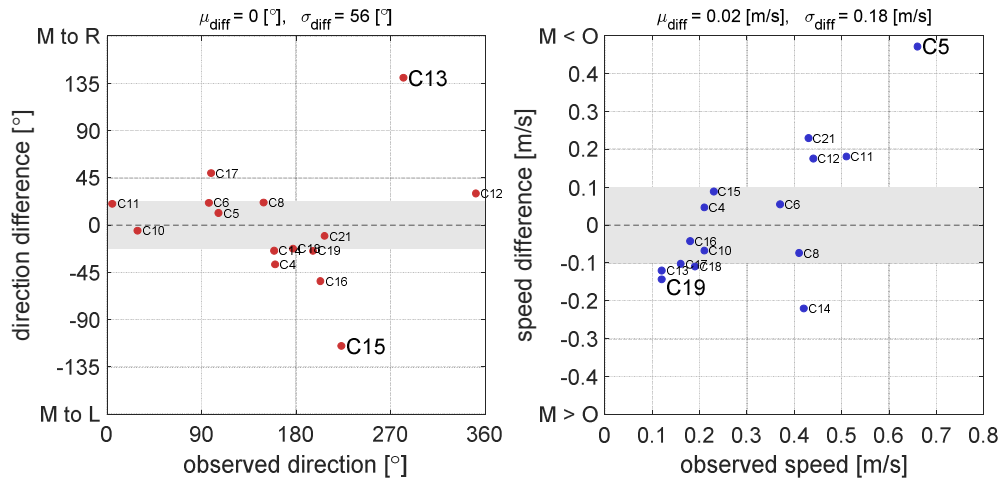 μdiff = 0 [°], σdiff = 56 [°]
M to R
135
90
45
0
-45
-90
-135
M to L
direction difference [°]
C13
C17
C12
C11
C6
C8
C5
C10
C21
C14
C18
C19
C4
C16
C15
0
90
180
270
360
observed direction [°]
μdiff = 0.02 [m/s], σdiff = 0.18 [m/s]
M < O
0.4
0.3
0.2
0.1
0
-0.1
-0.2
-0.3
-0.4
M > O
speed difference [m/s]
C5
C21
C12
C11
C15
C4
C6
C16
C10
C8
C17
C18
C13
C19
C14
0
0.1
0.2
0.3
0.4
0.5
0.6
0.7
0.8
observed speed [m/s]